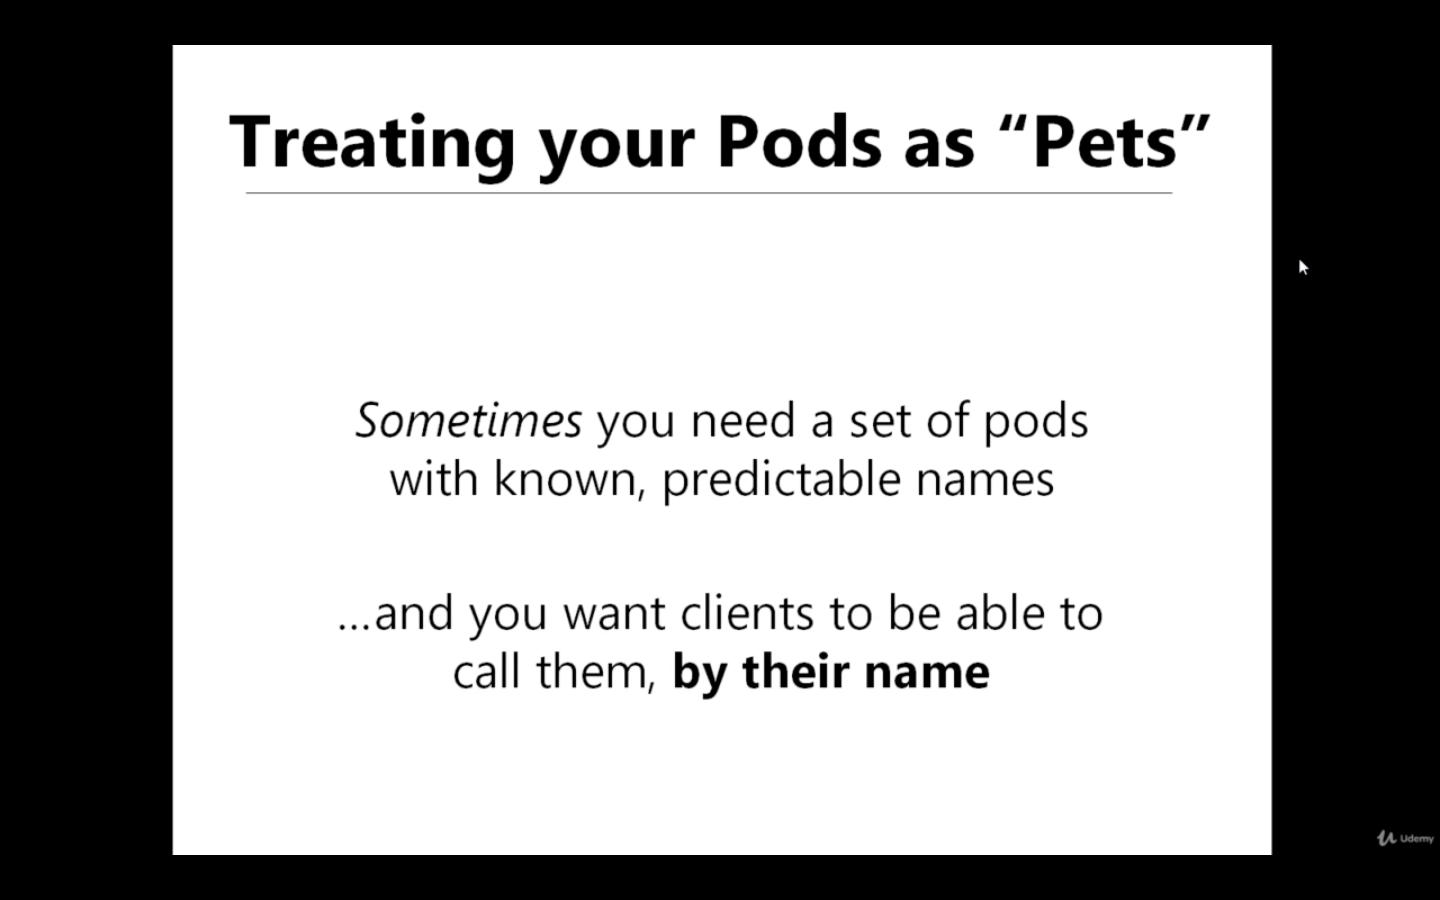 Treating your Pods as “Pets”
Sometimes you need a set of pods
with known, predictable names
...and you want clients to be able to
call them, by their name
Udemy